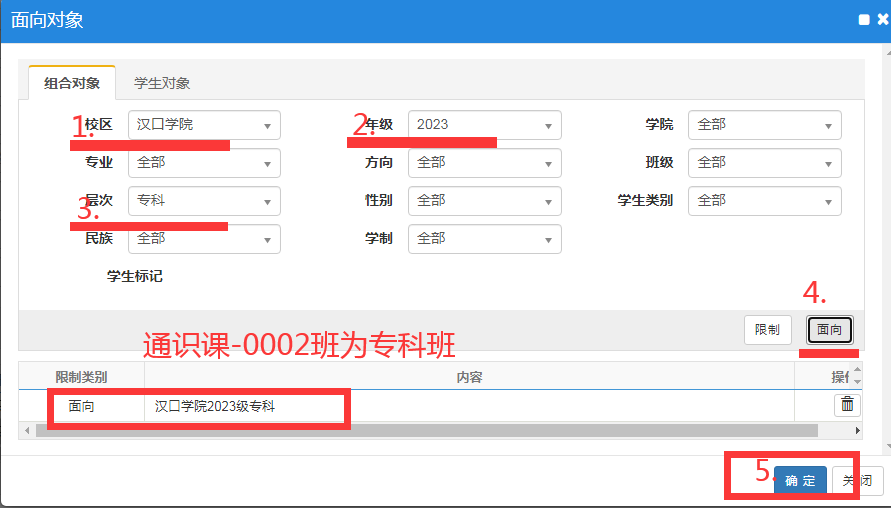 面向对象
组合对象 学生对象
1. 校区 汉口学院 2. 年级 2023 学院 全部
专业 全部 方向 全部 班级 全部
3. 层次 专科 性别 全部 学生类别 全部
民族 全部 学制 全部
学生标记
4.
限制 面向
通识课-0002班为专科班
限制类别 内容 操作
面向 汉口学院2023级专科
5. 确定 关闭